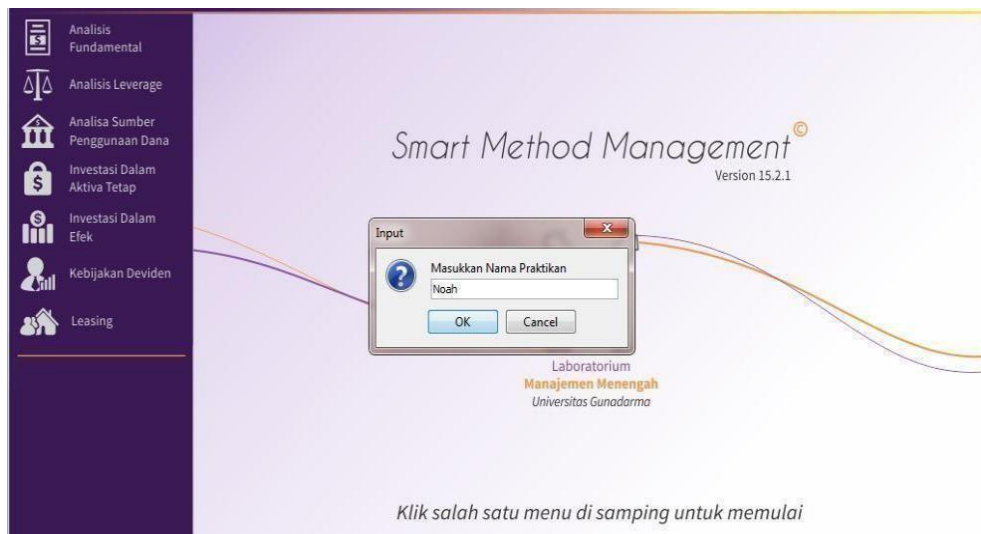 Analisis
Fundamental
Analisis Leverage
Analisa Sumber
Penggunaan Dana
Investasi Dalam
Aktiva Tetap
Investasi Dalam
Efek
Kebijakan Deviden
Leasing
Smart Method Management©
Version 15.2.1
Input
Masukkan Nama Praktikan
Noah
OK
Cancel
Laboratorium
Manajemen Menengah
Universitas Gunadarma
Klik salah satu menu di samping untuk memulai